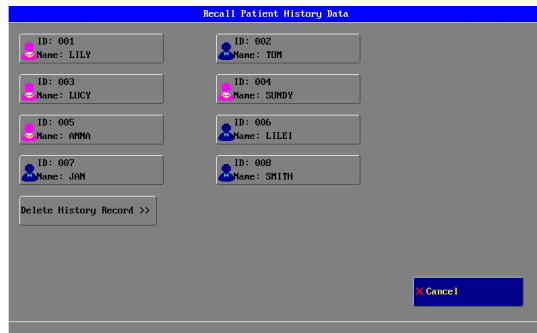 Recall Patient History Data
ID: 001
Name: LILY
ID: 002
Name: TOM
ID: 003
Name: LUCY
ID: 004
Name: SUNDY
ID: 005
Name: ANNA
ID: 006
Name: LILEI
ID: 007
Name: JAN
ID: 008
Name: SMITH
Delete History Record >>
Cancel